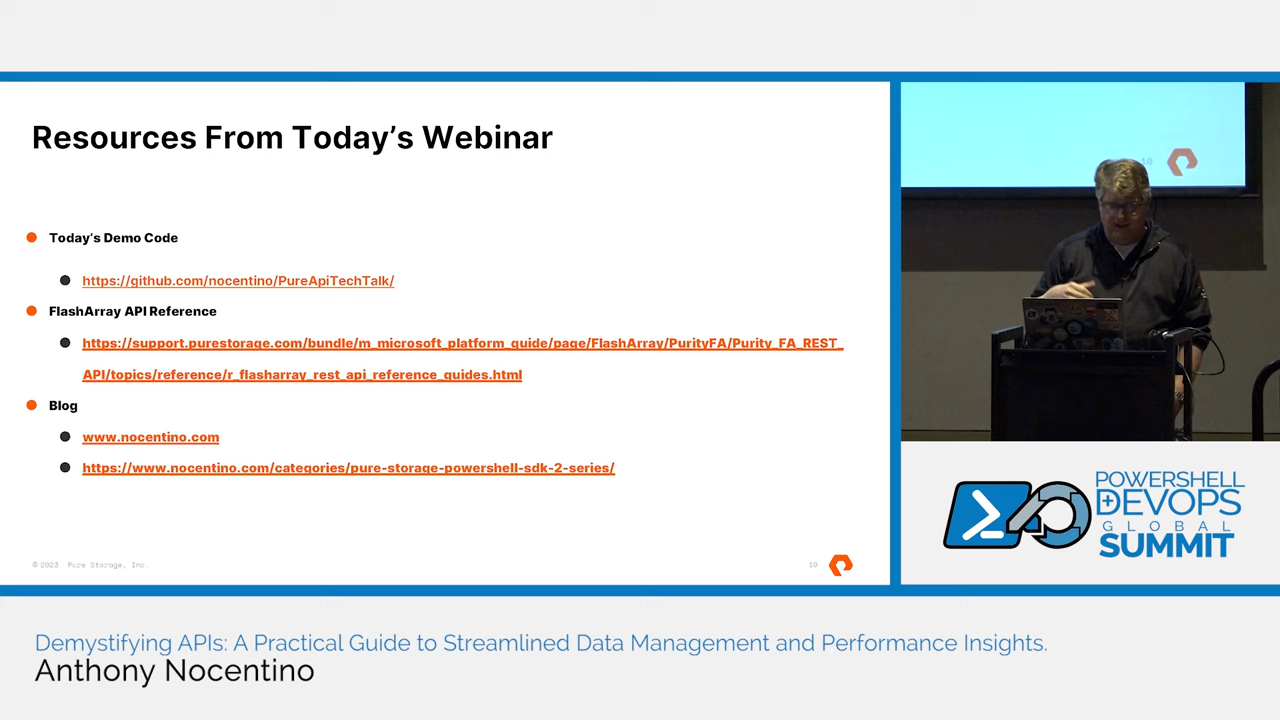 Resources From Today's Webinar
Today's Demo Code
https://github.com/nocentino/PureApiTechTalk/
FlashArray API Reference
https://support.purestorage.com/bundle/m_microsoft_platform_guide/page/FlashArray/PurityFA/Purity_FA_REST_
API/topics/reference/r_flasharray_rest_api_reference_guides.html
Blog
www.nocentino.com
https://www.nocentino.com/categories/pure-storage-powershell-sdk-2-series/
© 2023 Pure Storage, Inc.
10
10
POWERSHELL
+DEVOPS
GLOBAL
SUMMIT
Demystifying APIs: A Practical Guide to Streamlined Data Management and Performance Insights.
Anthony Nocentino